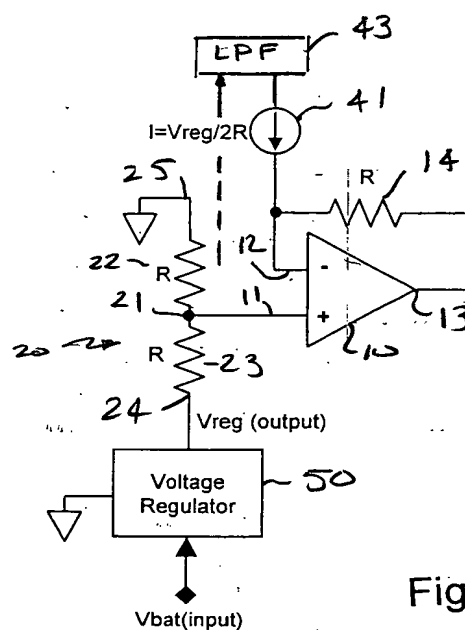 LPF
43
41
I=Vreg/2R
25
R
14
22
R
12
-
21
11
+
13
20
R
23
10
24
Vreg (output)
Voltage
Regulator
50
Vbat(input)
Fig